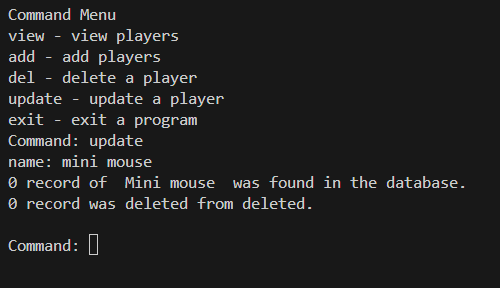 Command Menu
view - view players
add - add players
del - delete a player
update - update a player
exit - exit a program
Command: update
name: mini mouse
0 record of  Mini mouse  was found in the database.
0 record was deleted from deleted.
Command: